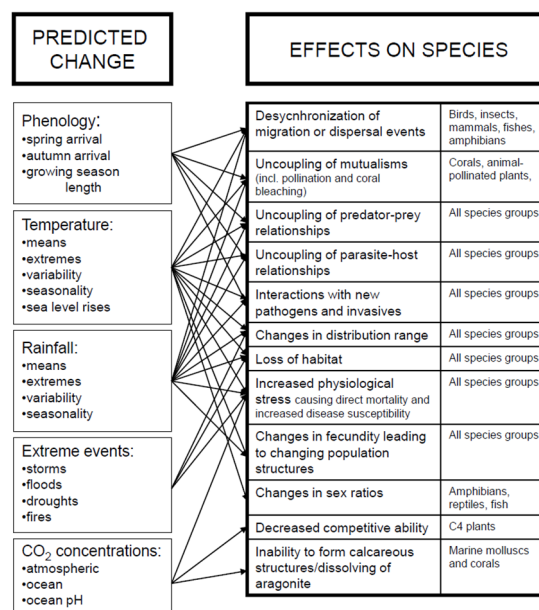 PREDICTED
CHANGE
EFFECTS ON SPECIES
Phenology:
•spring arrival
•autumn arrival
•growing season
length
Temperature:
•means
•extremes
•variability
•seasonality
•sea level rises
Rainfall:
•means
•extremes
•variability
•seasonality
Extreme events:
•storms
•floods
•droughts
•fires
CO2 concentrations:
•atmospheric
•ocean
•ocean pH
Desycnhronization of
migration or dispersal events
Birds, insects,
mammals, fishes,
amphibians
Uncoupling of mutualisms
(incl. pollination and coral
bleaching)
Corals, animal-
pollinated plants,
Uncoupling of predator-prey
relationships
All species groups
Uncoupling of parasite-host
relationships
All species groups
Interactions with new
pathogens and invasives
All species groups
Changes in distribution range
All species groups
Loss of habitat
All species groups
Increased physiological
stress causing direct mortality and
increased disease susceptibility
All species groups
Changes in fecundity leading
to changing population
structures
All species groups
Changes in sex ratios
Amphibians,
reptiles, fish
Decreased competitive ability
C4 plants
Inability to form calcareous
structures/dissolving of
aragonite
Marine molluscs
and corals